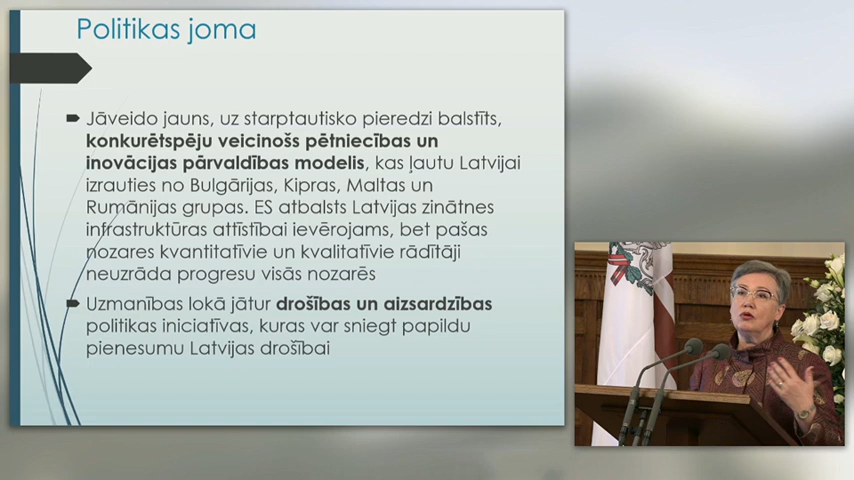 Politikas joma
Jāveido jauns, uz starptautisko pieredzi balstīts,
konkurētspēju veicinošs pētniecības un
inovācijas pārvaldības modelis, kas ļautu Latvijai
izrauties no Bulgārijas, Kipras, Maltas un
Rumānijas grupas. ES atbalsts Latvijas zinātnes
infrastruktūras attīstībai ievērojams, bet pašas
nozares kvantitatīvie un kvalitatīvie rādītāji
neuzrāda progresu visās nozarēs
Uzmanības lokā jātur drošības un aizsardzības
politikas iniciatīvas, kuras var sniegt papildu
pienesumu Latvijas drošībai